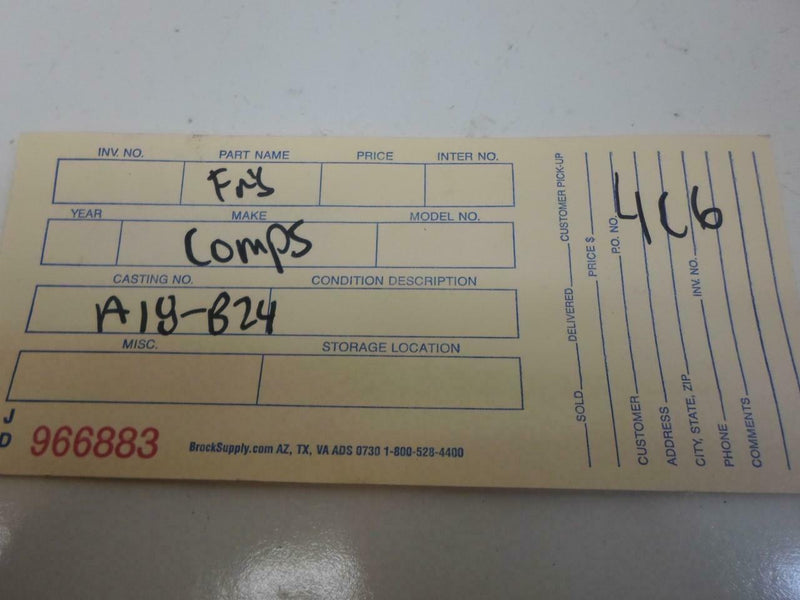 INV. NO. PART NAME PRICE INTER NO.
YEAR MAKE MODEL NO.
Comps
CASTING NO. CONDITION DESCRIPTION
A19-B24
MISC. STORAGE LOCATION
J
D
966883
BrockSupply.com AZ, TX, VA ADS 0730 1-800-528-4400
SOLD DELIVERED CUSTOMER PICK-UP
PRICE $
P.O. NO.
CUSTOMER
ADDRESS
CITY, STATE, ZIP INV. NO.
PHONE
COMMENTS
4C6